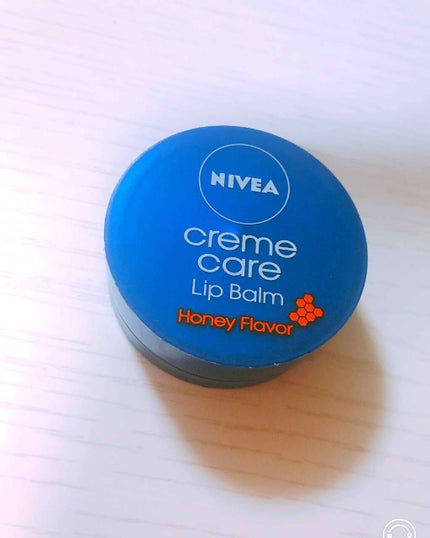 NIVEA
creme
care
Lip Balm
Honey Flavor